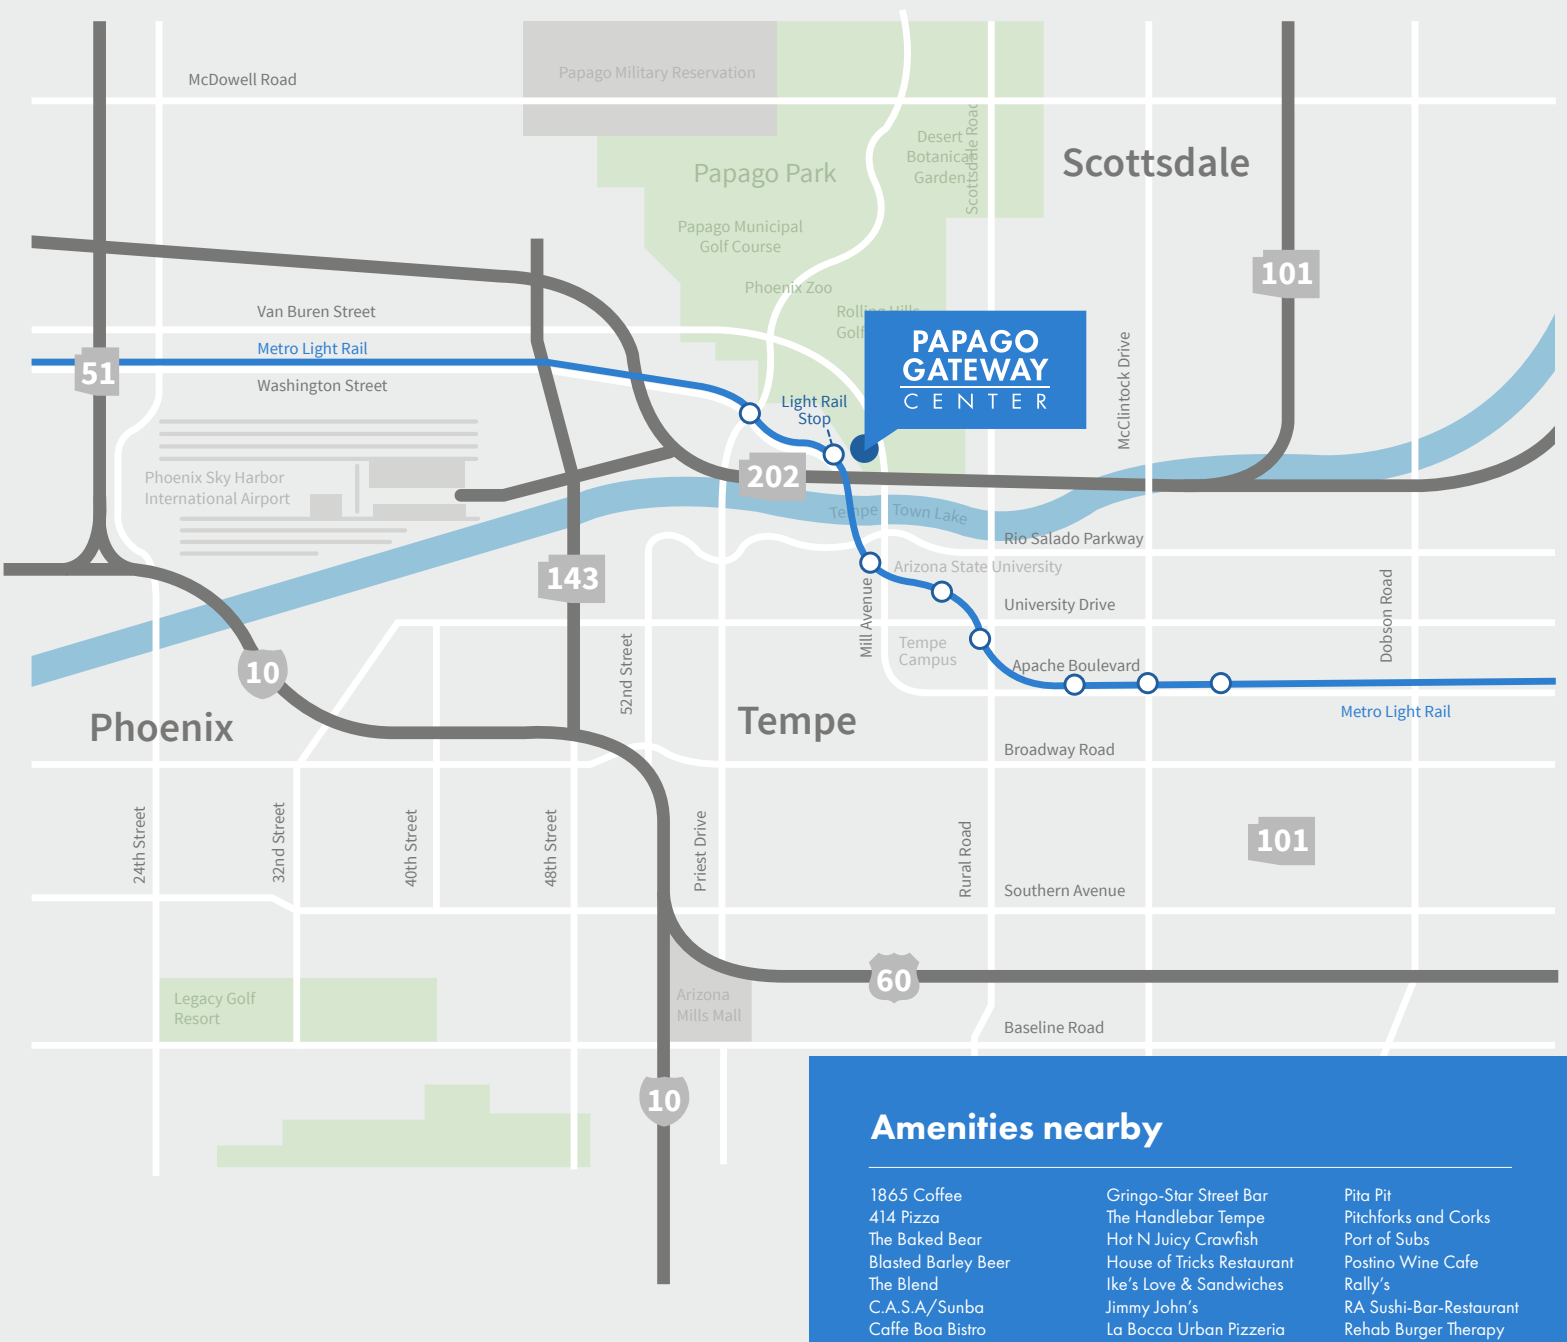 McDowell Road
Papago Military Reservation
Desert
Botanical
Garden
Scottsdale Road
Scottsdale
Papago Park
Papago Municipal
Golf Course
101
Phoenix Zoo
Rolling Hills
Golf
Van Buren Street
Metro Light Rail
Washington Street
51
PAPAGO
GATEWAY
CENTER
McClintock Drive
Light Rail
Stop
Phoenix Sky Harbor
International Airport
202
Tempe Town Lake
Rio Salado Parkway
Arizona State University
143
University Drive
Mill Avenue
Dobson Road
52nd Street
Tempe
Campus
Apache Boulevard
10
Metro Light Rail
Phoenix
Tempe
Broadway Road
24th Street
32nd Street
40th Street
48th Street
Priest Drive
Rural Road
101
Southern Avenue
60
Legacy Golf
Resort
Arizona
Mills Mall
Baseline Road
10
Amenities nearby
1865 Coffee
414 Pizza
The Baked Bear
Blasted Barley Beer
The Blend
C.A.S.A/Sunba
Caffe Boa Bistro
Gringo-Star Street Bar
The Handlebar Tempe
Hot N Juicy Crawfish
House of Tricks Restaurant
Ike's Love & Sandwiches
Jimmy John's
La Bocca Urban Pizzeria
Pita Pit
Pitchforks and Corks
Port of Subs
Postino Wine Cafe
Rally's
RA Sushi-Bar-Restaurant
Rehab Burger Therapy